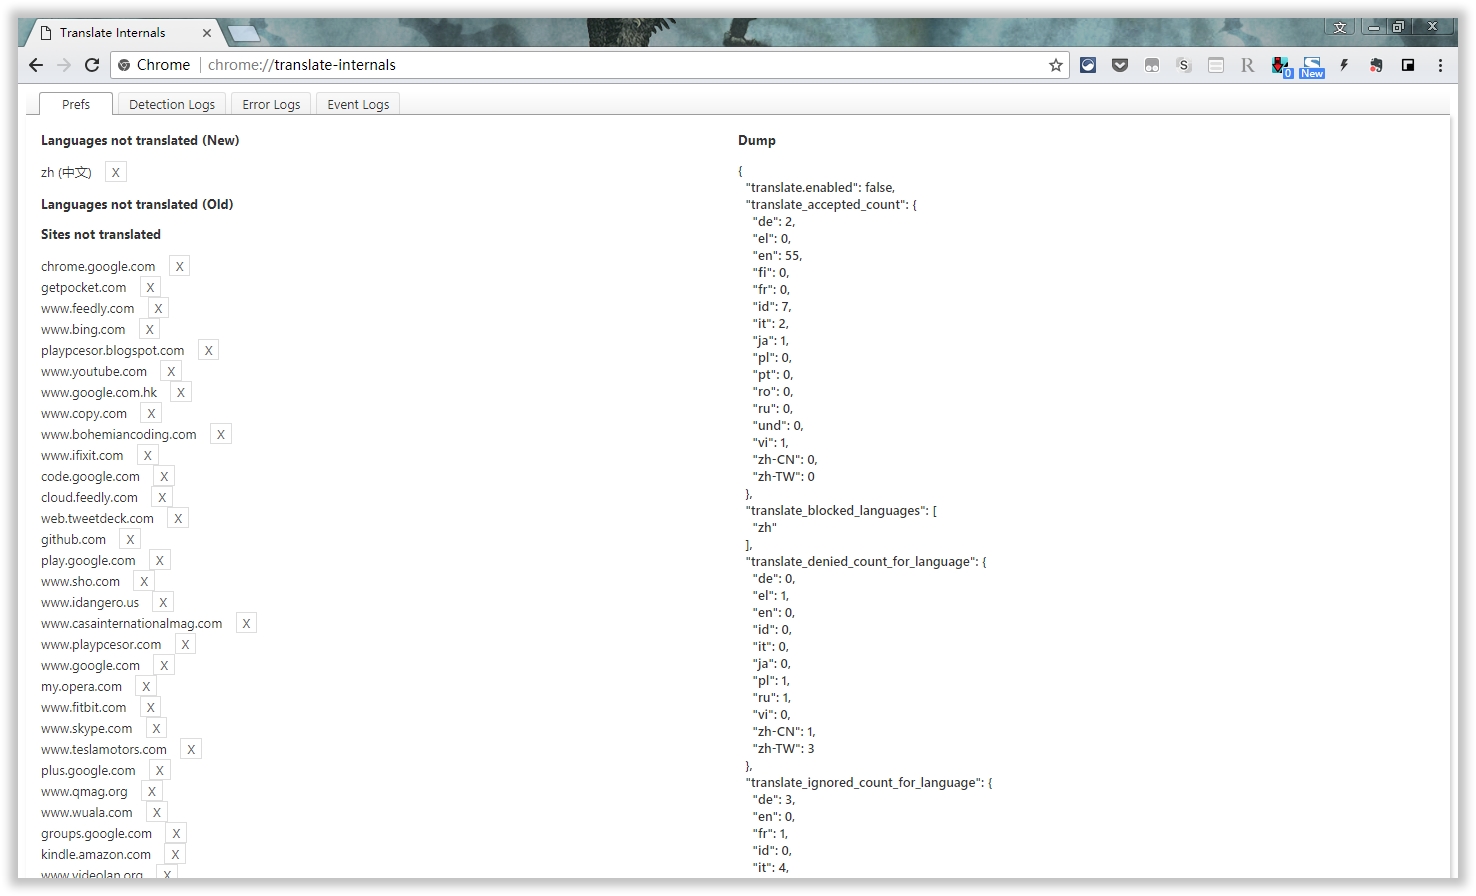 Translate Internals
文
Chrome chrome://translate-internals
S
R
0
New
Prefs
Detection Logs
Error Logs
Event Logs
Languages not translated (New)
zh (中文) X
Languages not translated (Old)
Sites not translated
chrome.google.com X
getpocket.com X
www.feedly.com X
www.bing.com X
playpcesor.blogspot.com X
www.youtube.com X
www.google.com.hk X
www.copy.com X
www.bohemiancoding.com X
www.ifixit.com X
code.google.com X
cloud.feedly.com X
web.tweetdeck.com X
github.com X
play.google.com X
www.sho.com X
www.idangero.us X
www.casainternationalmag.com X
www.playpcesor.com X
www.google.com X
my.opera.com X
www.fitbit.com X
www.skype.com X
www.teslamotors.com X
plus.google.com X
www.qmag.org X
www.wuala.com X
groups.google.com X
kindle.amazon.com X
www.videolan.org X
Dump
{
"translate.enabled": false,
"translate_accepted_count": {
"de": 2,
"el": 0,
"en": 55,
"fi": 0,
"fr": 0,
"id": 7,
"it": 2,
"ja": 1,
"pl": 0,
"pt": 0,
"ro": 0,
"ru": 0,
"und": 0,
"vi": 1,
"zh-CN": 0,
"zh-TW": 0
},
"translate_blocked_languages": [
"zh"
],
"translate_denied_count_for_language": {
"de": 0,
"el": 1,
"en": 0,
"id": 0,
"it": 0,
"ja": 0,
"pl": 1,
"ru": 1,
"vi": 0,
"zh-CN": 1,
"zh-TW": 3
},
"translate_ignored_count_for_language": {
"de": 3,
"en": 0,
"fr": 1,
"id": 0,
"it": 4,